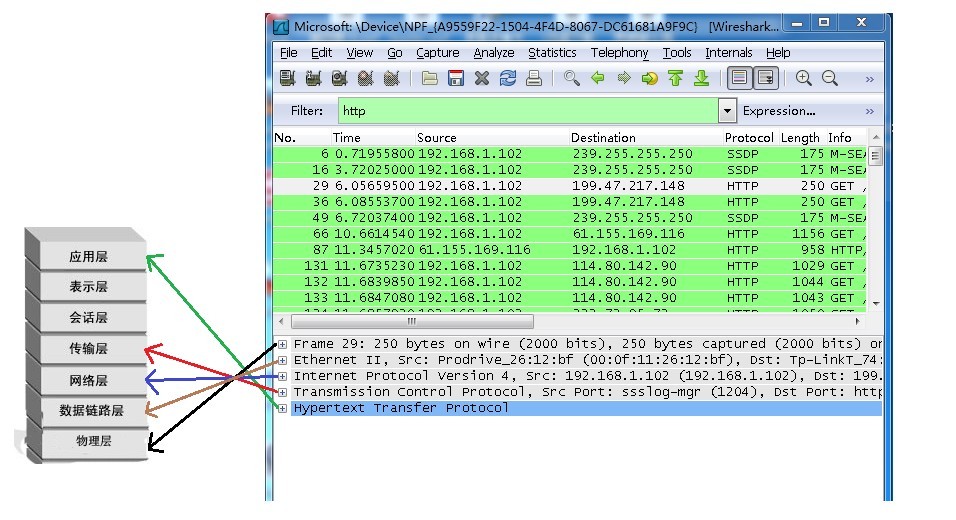 Microsoft: \Device\NPF_{A9559F22-1504-4F4D-8067-DC61681A9F9C} [Wireshark...
File Edit View Go Capture Analyze Statistics Telephony Tools Internals Help
Filter: http Expression...
No. Time Source Destination Protocol Length Info
6 0.71955800 192.168.1.102 239.255.255.250 SSDP 175 M-SEA
16 3.72025000 192.168.1.102 239.255.255.250 SSDP 175 M-SEA
29 6.05659500 192.168.1.102 199.47.217.148 HTTP 250 GET /
36 6.08553700 192.168.1.102 199.47.217.148 HTTP 250 GET /
49 6.72037400 192.168.1.102 239.255.255.250 SSDP 175 M-SEA
66 10.6614540 192.168.1.102 61.155.169.116 HTTP 1156 GET /
87 11.3457020 61.155.169.116 192.168.1.102 HTTP 958 HTTP/
131 11.6735230 192.168.1.102 114.80.142.90 HTTP 1029 GET /
132 11.6839850 192.168.1.102 114.80.142.90 HTTP 1044 GET /
133 11.6847080 192.168.1.102 114.80.142.90 HTTP 1043 GET /
Frame 29: 250 bytes on wire (2000 bits), 250 bytes captured (2000 bits) on
Ethernet II, Src: Prodrive_26:12:bf (00:0f:11:26:12:bf), Dst: Tp-LinkT_74:
Internet Protocol Version 4, Src: 192.168.1.102 (192.168.1.102), Dst: 199.
Transmission Control Protocol, Src Port: ssslog-mgr (1204), Dst Port: http
Hypertext Transfer Protocol
应用层
表示层
会话层
传输层
网络层
数据链路层
物理层